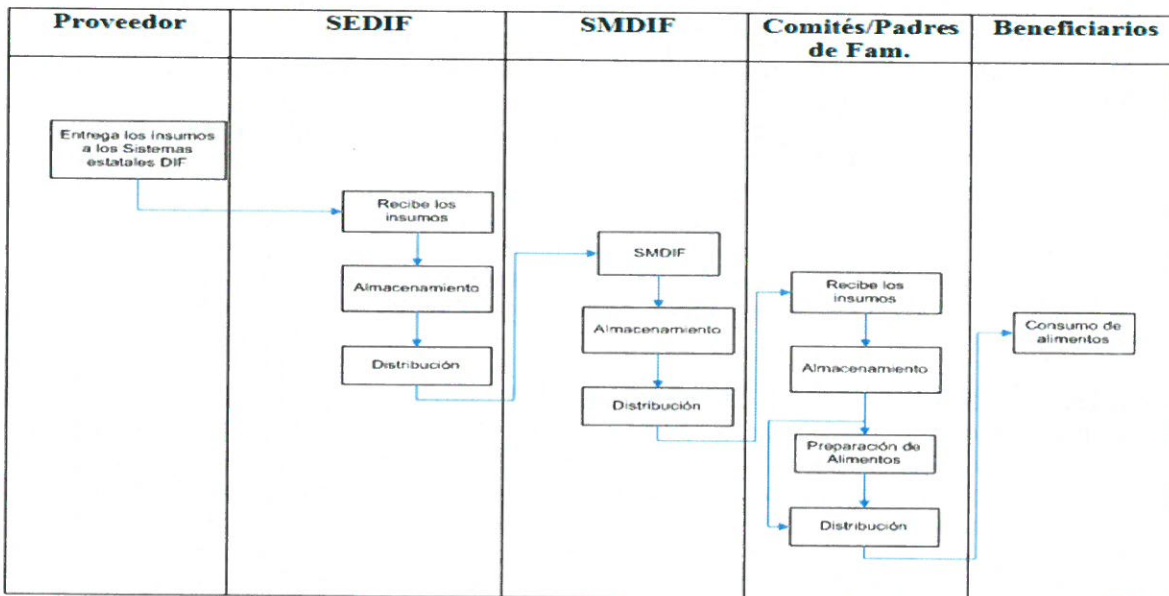 Proveedor
SEDIF
SMDIF
Comités/Padres
de Fam.
Beneficiarios
Entrega los insumos
a los Sistemas
estatales DIF
Recibe los
insumos
Almacenamiento
Distribución
SMDIF
Almacenamiento
Distribución
Recibe los
insumos
Almacenamiento
Preparación de
Alimentos
Distribución
Consumo de
alimentos